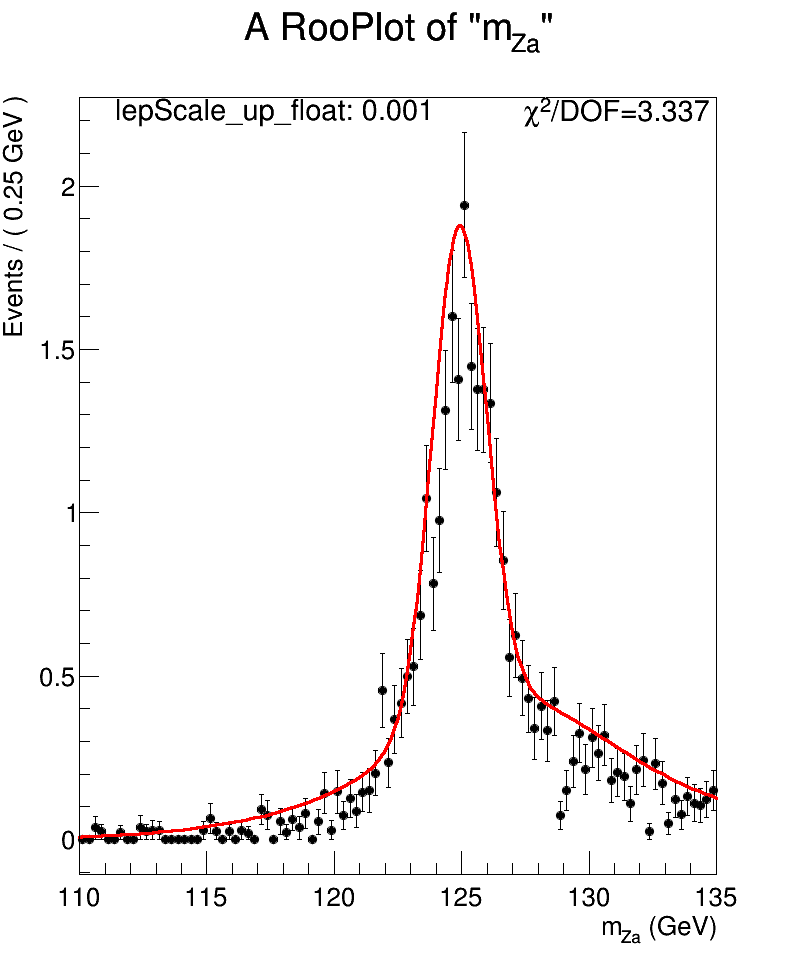 A RooPlot of "m_Za"
lepScale_up_float: 0.001 χ²/DOF=3.337
Events / ( 0.25 GeV )
2
1.5
1
0.5
0
110 115 120 125 130 135
m_Za (GeV)